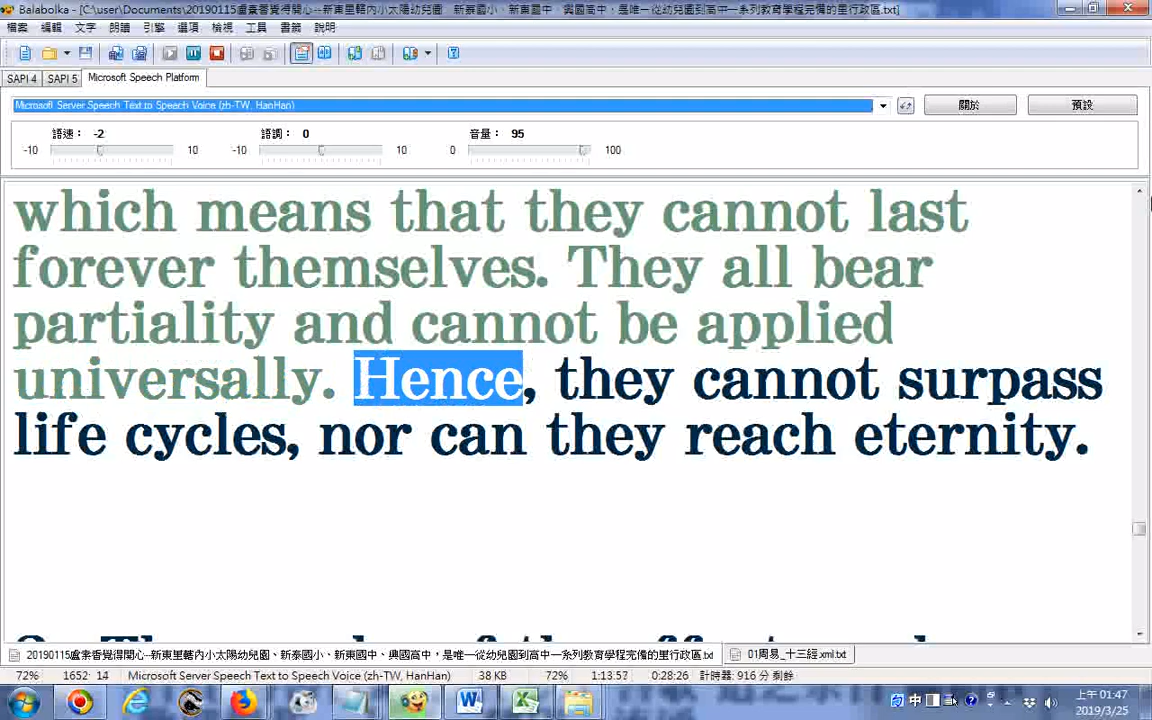 Balabolka - [C:\user\Documents\20190115盧素香覺得開心--新東里轄內小太陽幼兒園、新泰國小、新東國中、興國高中，是唯一從幼兒園到高中一系列教育學程完備的里行政區.txt]
檔案 編輯 文字 朗讀 引擎 選項 檢視 工具 書籤 說明
SAPI 4 SAPI 5 Microsoft Speech Platform
Microsoft Server Speech Text to Speech Voice (zh-TW, HanHan)
關於 預設
語速： -2 語調： 0 音量： 95
-10 10 -10 10 0 100
which means that they cannot last
forever themselves. They all bear
partiality and cannot be applied
universally. Hence, they cannot surpass
life cycles, nor can they reach eternity.
20190115盧素香覺得開心--新東里轄內小太陽幼兒園、新泰國小、新東國中、興國高中，是唯一從幼兒園到高中一系列教育學程完備的里行政區.txt 01周易_十三經.xml.txt
72% 1652: 14 Microsoft Server Speech Text to Speech Voice (zh-TW, HanHan) 38 KB 72% 1:13:57 0:28:26 計時器: 916 分 剩餘
中 上午 01:47
2019/3/25